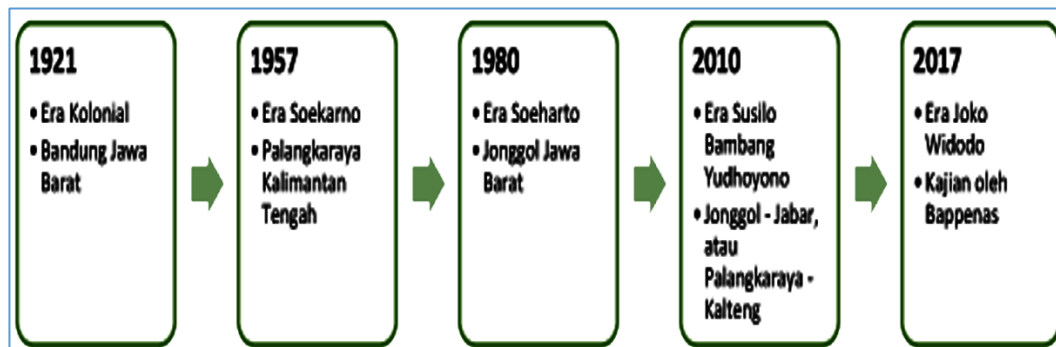 1921
• Era Kolonial
• Bandung Jawa
Barat
1957
• Era Soekarno
• Palangkaraya
Kalimantan
Tengah
1980
• Era Soeharto
• Jonggol Jawa
Barat
2010
• Era Susilo
Bambang
Yudhoyono
• Jonggol - Jabar,
atau
Palangkaraya -
Kalteng
2017
• Era Joko
Widodo
• Kajian oleh
Bappenas